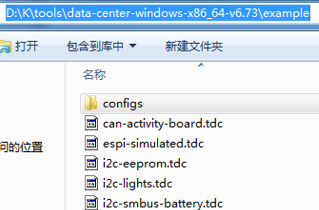 D:\K\tools\data-center-windows-x86_64-v6.73\example
打开 包含到库中 新建文件夹
名称
configs
can-activity-board.tdc
espi-simulated.tdc
问的位置
i2c-eeprom.tdc
i2c-lights.tdc
i2c-smbus-battery.tdc